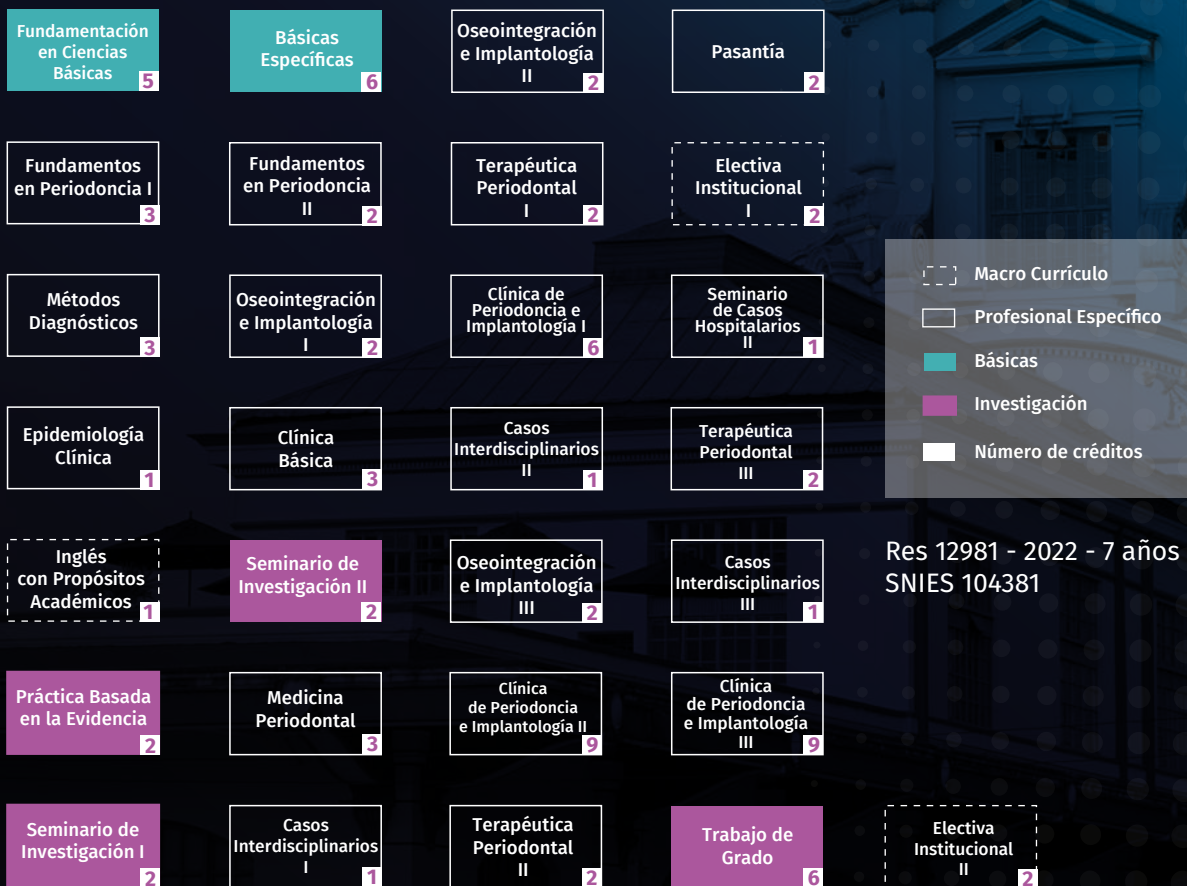 Fundamentación
en Ciencias
Básicas
5
Básicas
Específicas
6
Oseointegración
e Implantología
II
2
Pasantía
2
Fundamentos
en Periodoncia I
3
Fundamentos
en Periodoncia
II
2
Terapéutica
Periodontal
I
2
Electiva
Institucional
I
2
Métodos
Diagnósticos
3
Oseointegración
e Implantología
I
2
Clínica de
Periodoncia e
Implantología I
6
Seminario
de Casos
Hospitalarios
II
1
Epidemiología
Clínica
1
Clínica
Básica
3
Casos
Interdisciplinarios
II
1
Terapéutica
Periodontal
III
2
Inglés
con Propósitos
Académicos
1
Seminario de
Investigación II
2
Oseointegración
e Implantología
III
2
Casos
Interdisciplinarios
III
1
Práctica Basada
en la Evidencia
2
Medicina
Periodontal
3
Clínica
de Periodoncia
e Implantología II
9
Clínica
de Periodoncia
e Implantología
III
9
Seminario de
Investigación I
2
Casos
Interdisciplinarios
I
1
Terapéutica
Periodontal
II
2
Trabajo de
Grado
6
Electiva
Institucional
II
2
Macro Currículo
Profesional Específico
Básicas
Investigación
Número de créditos
Res 12981 - 2022 - 7 años
SNIES 104381